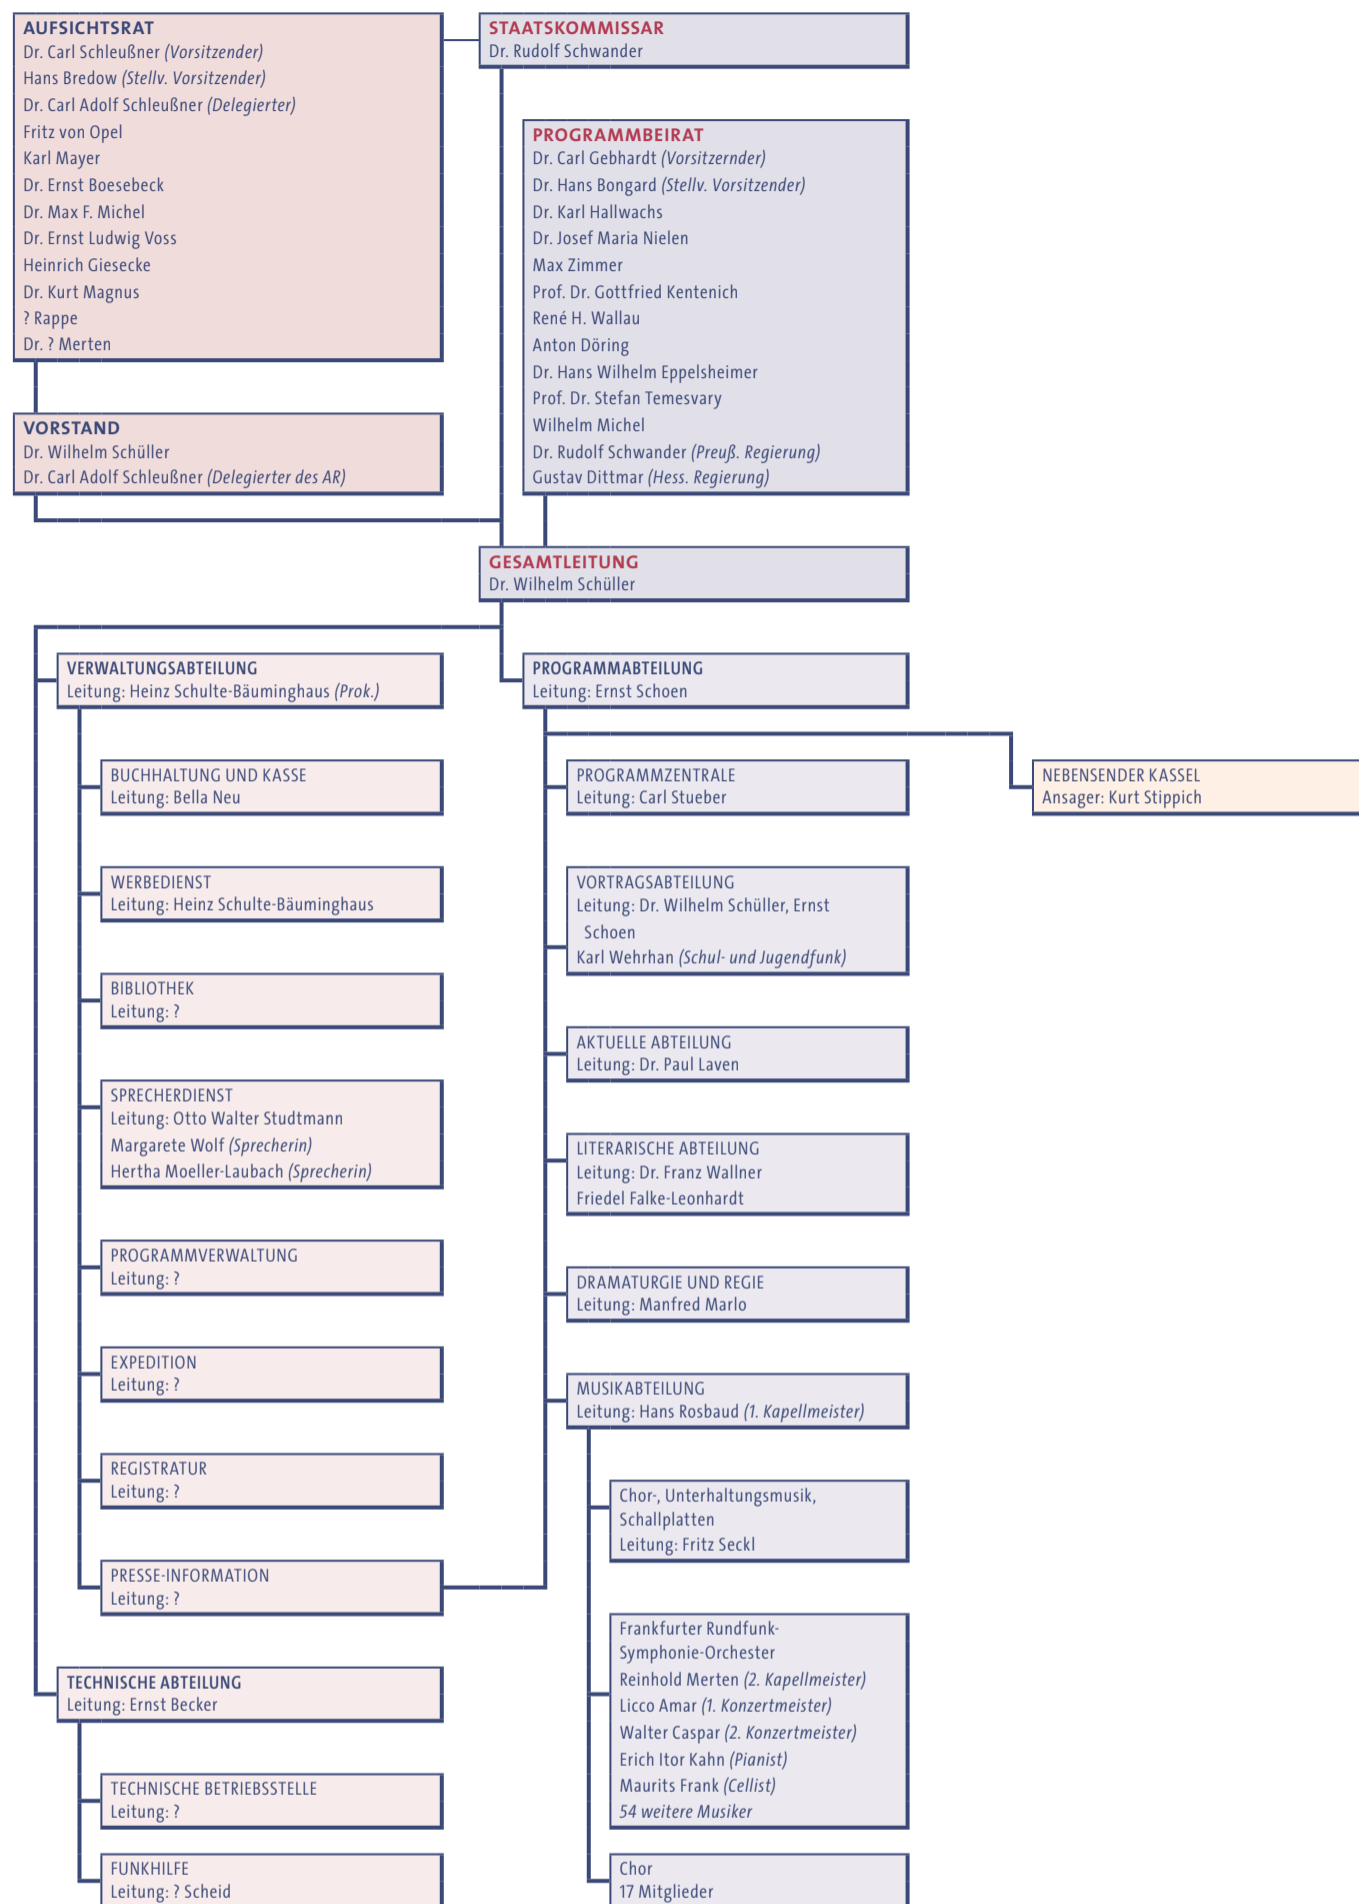 AUFSICHTSRAT
Dr. Carl Schleußner (Vorsitzender)
Hans Bredow (Stellv. Vorsitzender)
Dr. Carl Adolf Schleußner (Delegierter)
Fritz von Opel
Karl Mayer
Dr. Ernst Boesebeck
Dr. Max F. Michel
Dr. Ernst Ludwig Voss
Heinrich Giesecke
Dr. Kurt Magnus
? Rappe
Dr. ? Merten
STAATSKOMMISSAR
Dr. Rudolf Schwander
PROGRAMMBEIRAT
Dr. Carl Gebhardt (Vorsitzernder)
Dr. Hans Bongard (Stellv. Vorsitzender)
Dr. Karl Hallwachs
Dr. Josef Maria Nielen
Max Zimmer
Prof. Dr. Gottfried Kentenich
René H. Wallau
Anton Döring
Dr. Hans Wilhelm Eppelsheimer
Prof. Dr. Stefan Temesvary
Wilhelm Michel
Dr. Rudolf Schwander (Preuß. Regierung)
Gustav Dittmar (Hess. Regierung)
VORSTAND
Dr. Wilhelm Schüller
Dr. Carl Adolf Schleußner (Delegierter des AR)
GESAMTLEITUNG
Dr. Wilhelm Schüller
VERWALTUNGSABTEILUNG
Leitung: Heinz Schulte-Bäuminghaus (Prok.)
BUCHHALTUNG UND KASSE
Leitung: Bella Neu
WERBEDIENST
Leitung: Heinz Schulte-Bäuminghaus
BIBLIOTHEK
Leitung: ?
SPRECHERDIENST
Leitung: Otto Walter Studtmann
Margarete Wolf (Sprecherin)
Hertha Moeller-Laubach (Sprecherin)
PROGRAMMVERWALTUNG
Leitung: ?
EXPEDITION
Leitung: ?
REGISTRATUR
Leitung: ?
PRESSE-INFORMATION
Leitung: ?
TECHNISCHE ABTEILUNG
Leitung: Ernst Becker
TECHNISCHE BETRIEBSSTELLE
Leitung: ?
FUNKHILFE
Leitung: ? Scheid
PROGRAMMABTEILUNG
Leitung: Ernst Schoen
PROGRAMMZENTRALE
Leitung: Carl Stueber
NEBENSENDER KASSEL
Ansager: Kurt Stippich
VORTRAGSABTEILUNG
Leitung: Dr. Wilhelm Schüller, Ernst
Schoen
Karl Wehrhan (Schul- und Jugendfunk)
AKTUELLE ABTEILUNG
Leitung: Dr. Paul Laven
LITERARISCHE ABTEILUNG
Leitung: Dr. Franz Wallner
Friedel Falke-Leonhardt
DRAMATURGIE UND REGIE
Leitung: Manfred Marlo
MUSIKABTEILUNG
Leitung: Hans Rosbaud (1. Kapellmeister)
Chor-, Unterhaltungsmusik,
Schallplatten
Leitung: Fritz Seckl
Frankfurter Rundfunk-
Symphonie-Orchester
Reinhold Merten (2. Kapellmeister)
Licco Amar (1. Konzertmeister)
Walter Caspar (2. Konzertmeister)
Erich Itor Kahn (Pianist)
Maurits Frank (Cellist)
54 weitere Musiker
Chor
17 Mitglieder